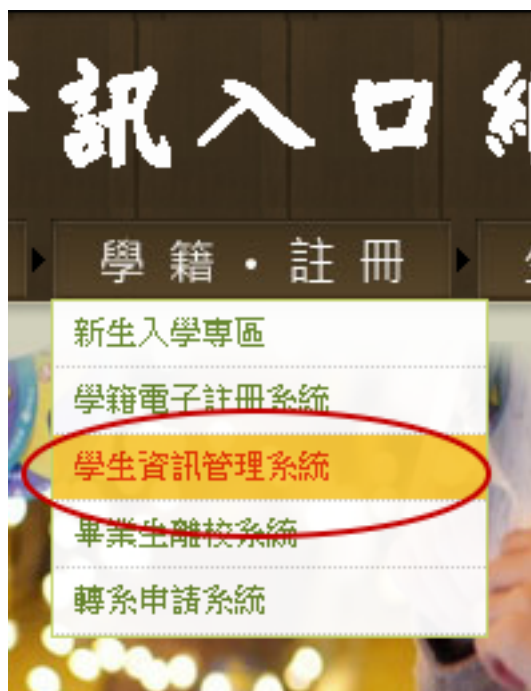 訊入口
學籍・註冊
新生入學專區
學籍電子註冊系統
學生資訊管理系統
畢業生離校系統
轉系申請系統